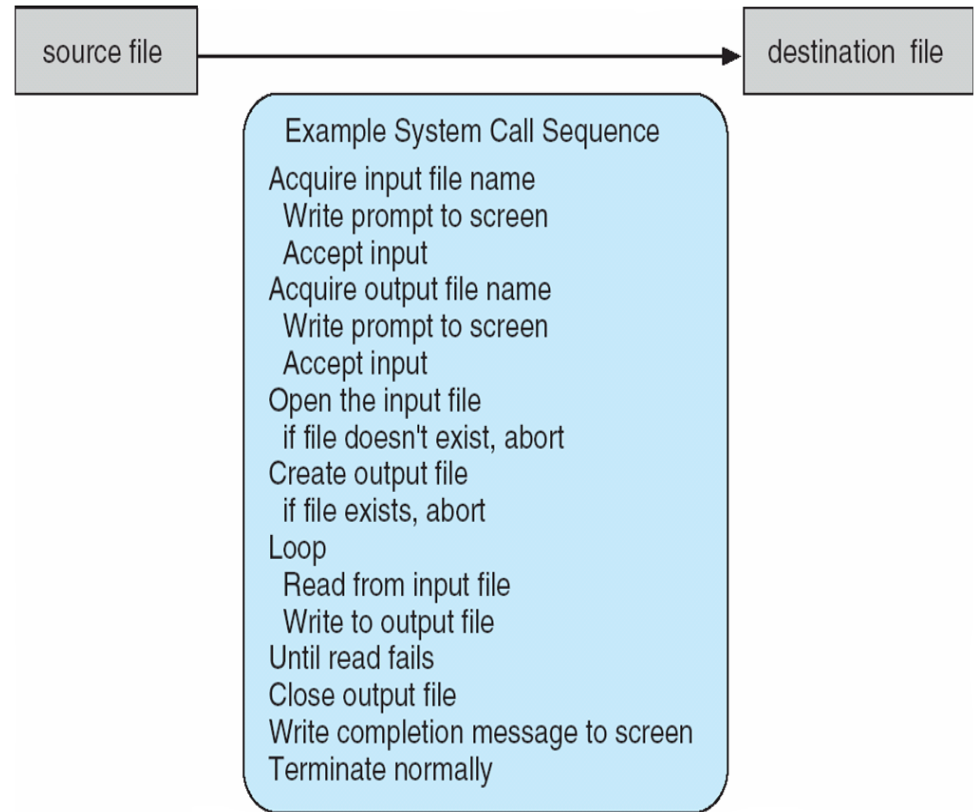 source file
destination file
Example System Call Sequence
Acquire input file name
Write prompt to screen
Accept input
Acquire output file name
Write prompt to screen
Accept input
Open the input file
if file doesn't exist, abort
Create output file
if file exists, abort
Loop
Read from input file
Write to output file
Until read fails
Close output file
Write completion message to screen
Terminate normally